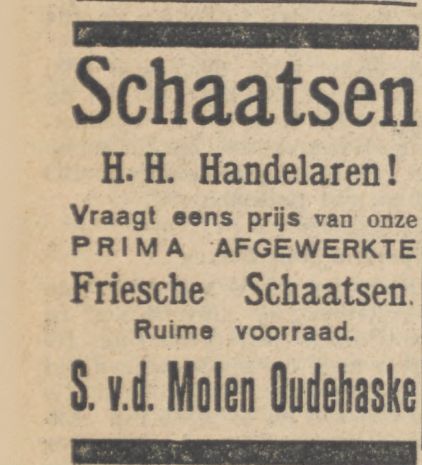 Schaatsen
H. H. Handelaren!
Vraagt eens prijs van onze
PRIMA AFGEWERKTE
Friesche Schaatsen.
Ruime voorraad.
S. v.d. Molen Oudehaske